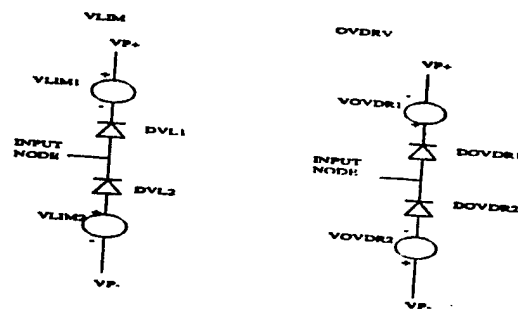 VLIM
VP+
VLIM1
+
-
DVL1
INPUT
NODE
DVL2
VLIM2
+
-
VP-
OVDRV
VP+
-
VOVDR1
+
DOVDR1
INPUT
NODE
DOVDR2
-
VOVDR2
+
VP-